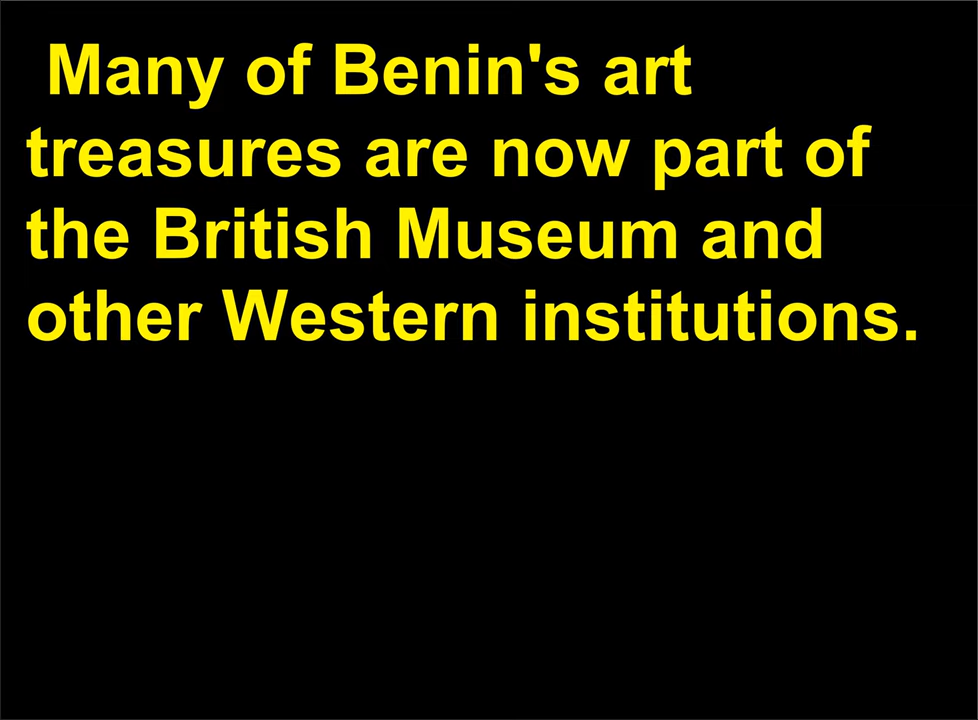 Many of Benin's art
treasures are now part of
the British Museum and
other Western institutions.